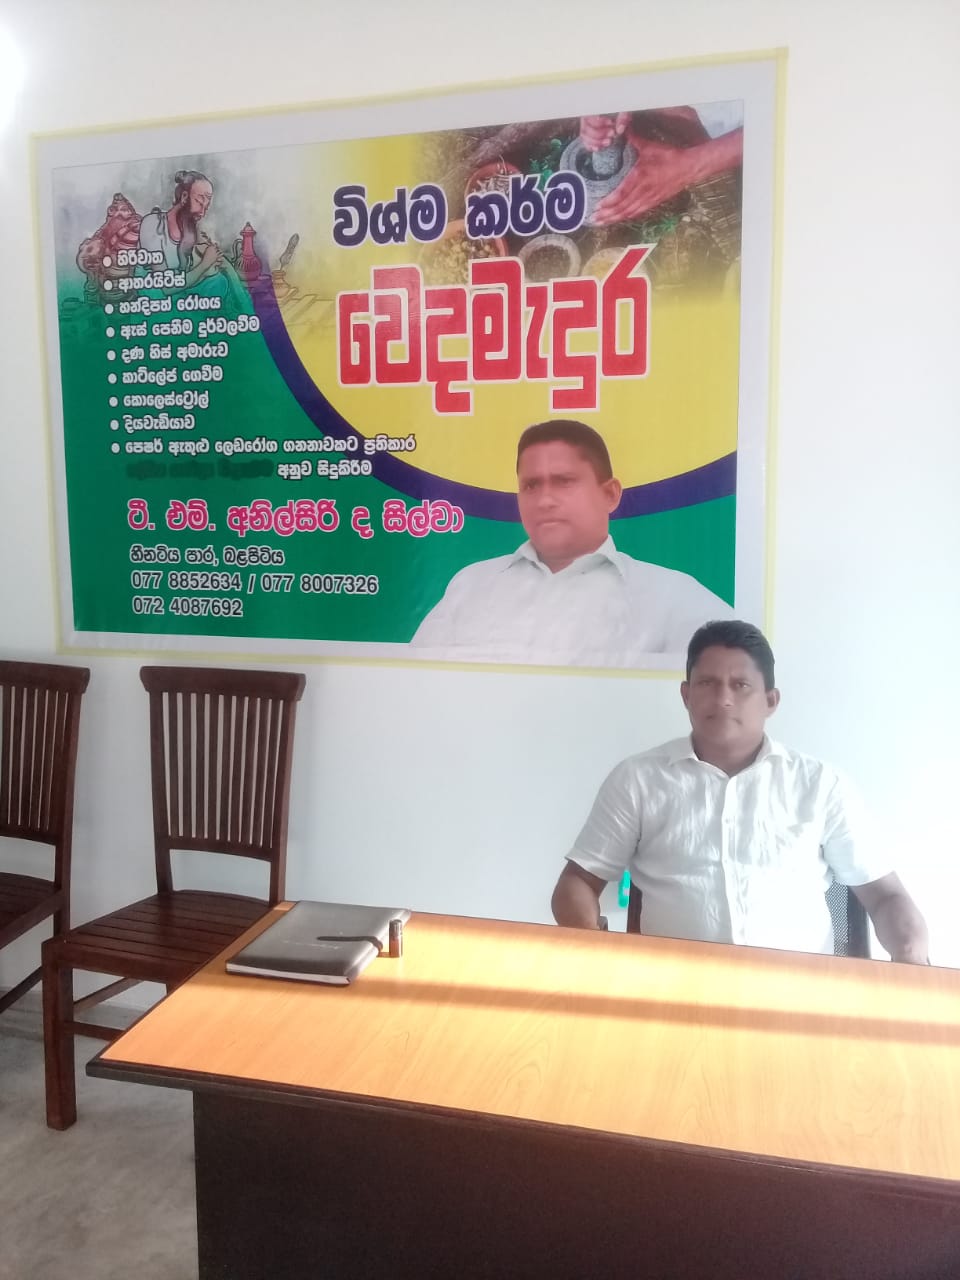 විශ්ම කර්ම
වෙදමැදුර
හිරිවාත
ආතරයිටීස්
හන්දිපත් රෝගය
ඇස් පෙනීම දුර්වලවීම
දණ හිස් අමාරුව
කාට්ලේජ ගෙවීම
කොලෙස්ට්‍රෝල්
දියවැඩියාව
පෙෂර් ඇතුළු ලෙඩරෝග ගනනාවකට ප්‍රතිකාර
අනුව සිදුකිරීම
ටී. එම්. අනිල්සිරි ද සිල්වා
හීනටිය පාර, බළපිටිය
077 8852634 / 077 8007326
072 4087692